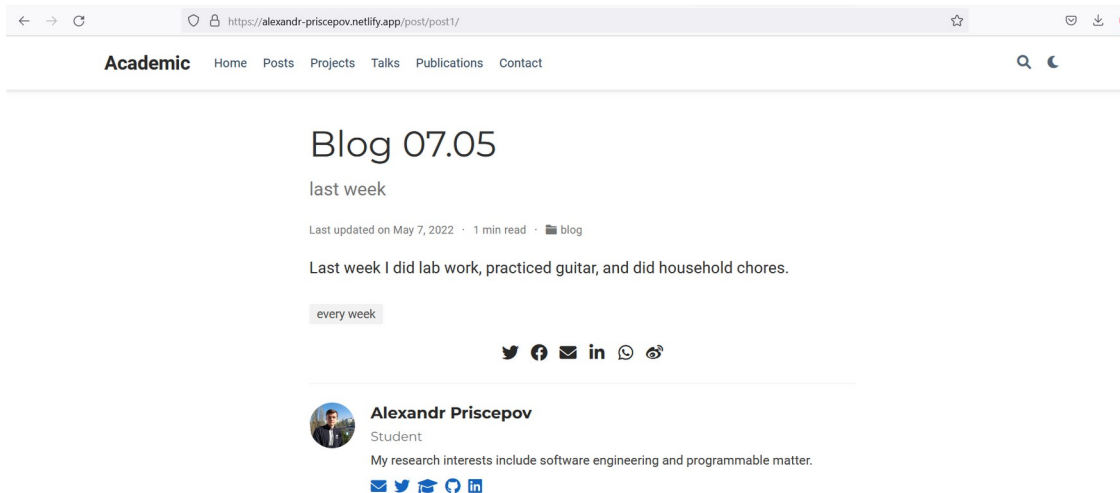 https://alexandr-priscepov.netlify.app/post/post1/
Academic Home Posts Projects Talks Publications Contact
Blog 07.05
last week
Last updated on May 7, 2022 · 1 min read · blog
Last week I did lab work, practiced guitar, and did household chores.
every week
Alexandr Priscepov
Student
My research interests include software engineering and programmable matter.